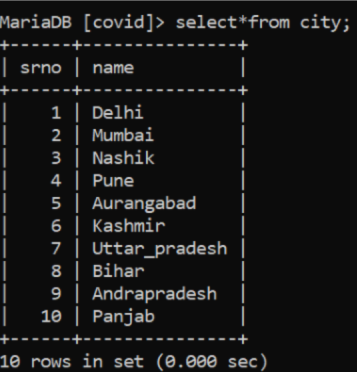 MariaDB [covid]> select*from city;
+------+---------------+
| srno | name          |
+------+---------------+
|    1 | Delhi         |
|    2 | Mumbai        |
|    3 | Nashik        |
|    4 | Pune          |
|    5 | Aurangabad    |
|    6 | Kashmir       |
|    7 | Uttar_pradesh |
|    8 | Bihar         |
|    9 | Andrapradesh  |
|   10 | Panjab        |
+------+---------------+
10 rows in set (0.000 sec)